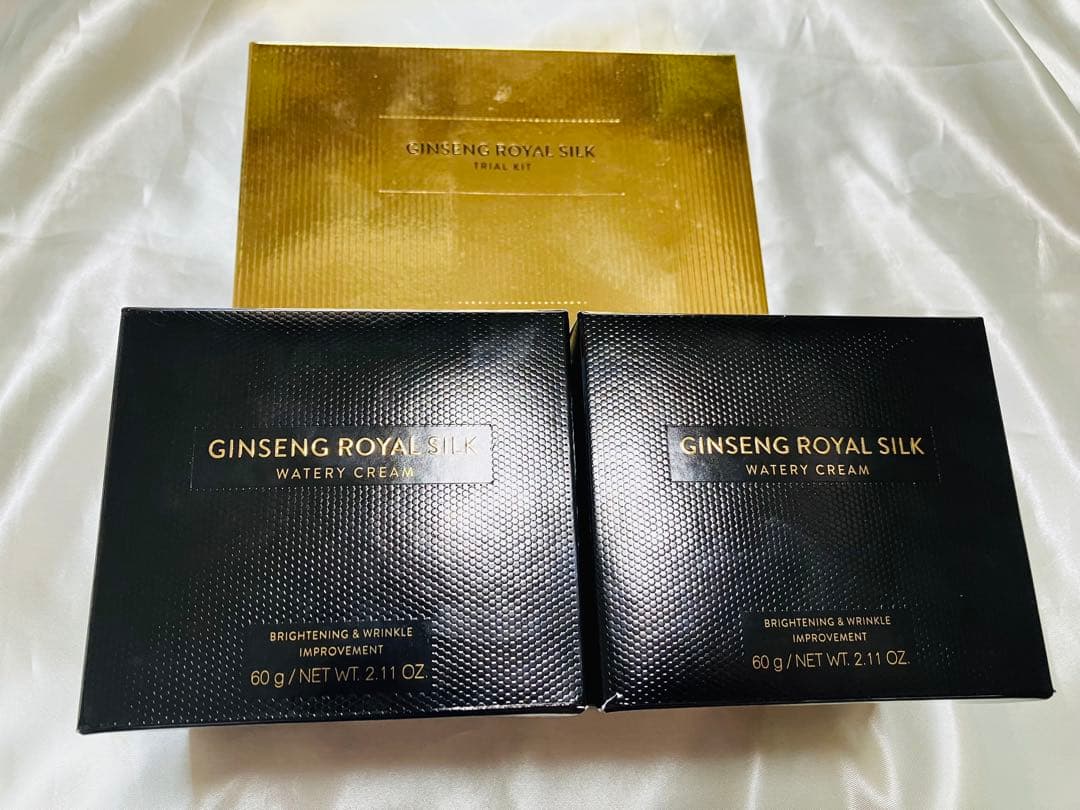 GINSENG ROYAL SILK
TRIAL KIT
GINSENG ROYAL SILK
WATERY CREAM
BRIGHTENING & WRINKLE
IMPROVEMENT
60 g / NET WT. 2.11 OZ.
GINSENG ROYAL SILK
WATERY CREAM
BRIGHTENING & WRINKLE
IMPROVEMENT
60 g / NET WT. 2.11 OZ.